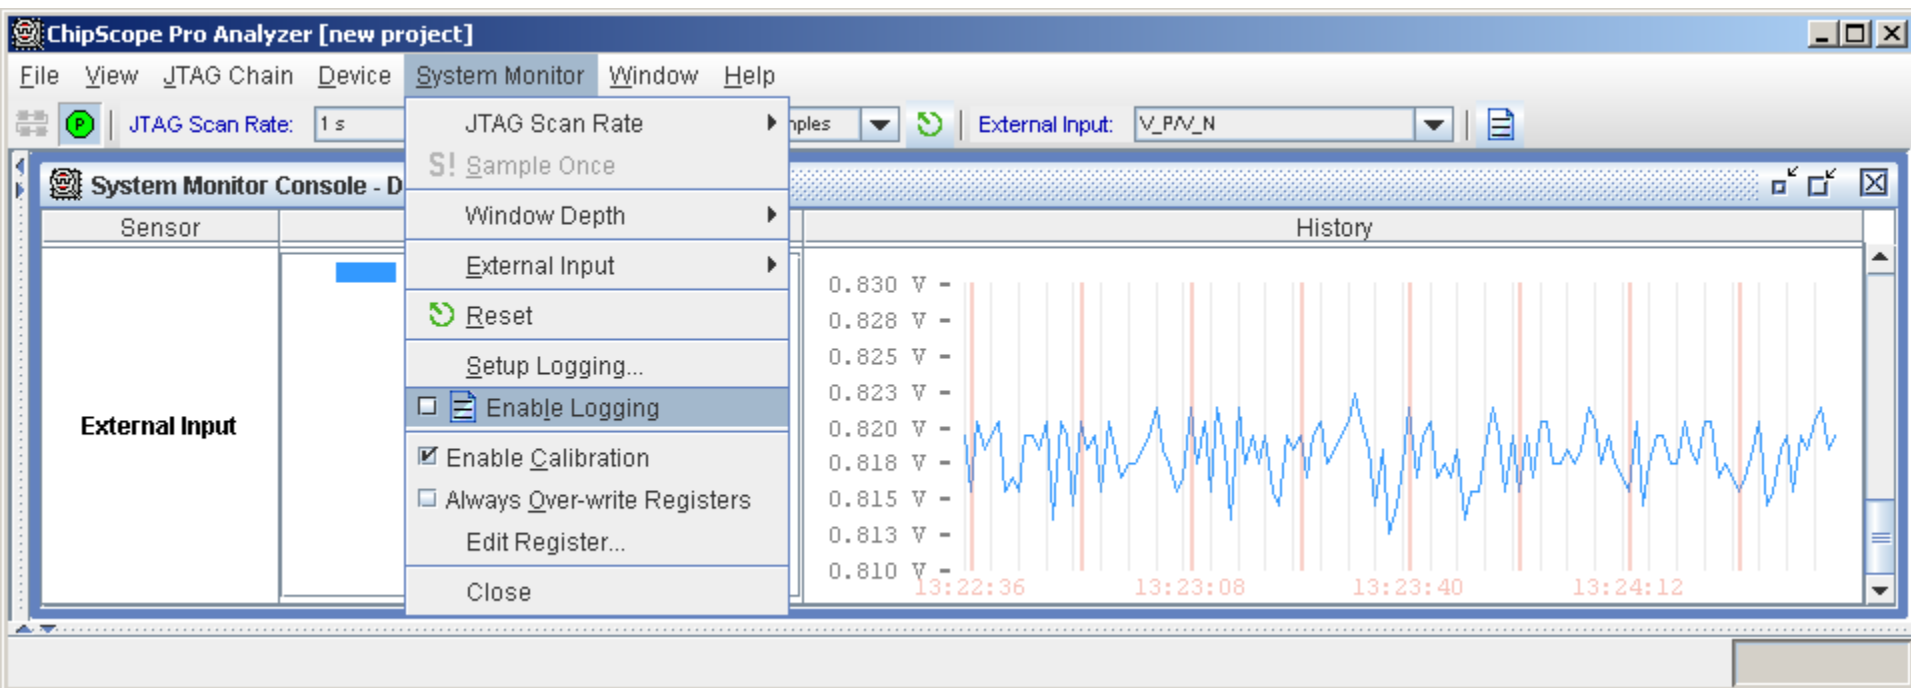 ChipScope Pro Analyzer [new project]
File View JTAG Chain Device System Monitor Window Help
JTAG Scan Rate: 1 s External Input: V_P/V_N
JTAG Scan Rate
S! Sample Once
Window Depth
External Input
Reset
Setup Logging...
Enable Logging
Enable Calibration
Always Over-write Registers
Edit Register...
Close
System Monitor Console - D
Sensor History
External Input
0.830 V
0.828 V
0.825 V
0.823 V
0.820 V
0.818 V
0.815 V
0.813 V
0.810 V
13:22:36 13:23:08 13:23:40 13:24:12